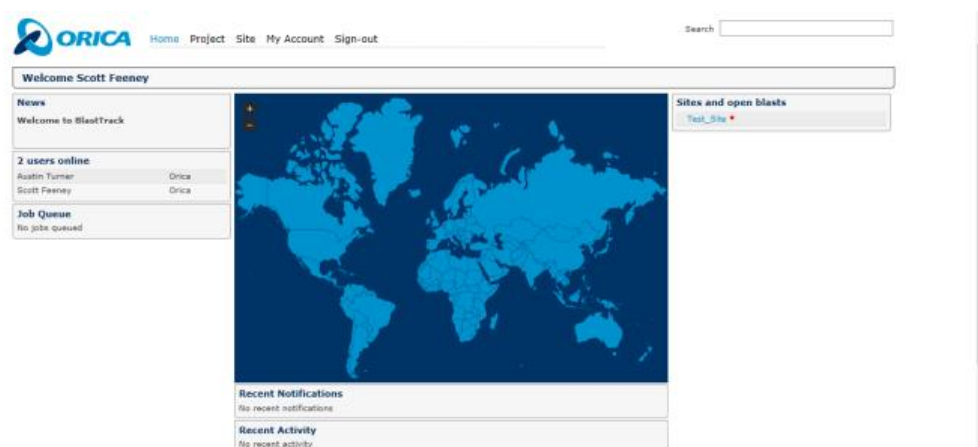 ORICA
Home Project Site My Account Sign-out
Search
Welcome Scott Feeney
News
Welcome to BlastTrack
2 users online
Austin Turner Orica
Scott Feeney Orica
Job Queue
No jobs queued
+
-
Recent Notifications
No recent notifications
Recent Activity
No recent activity
Sites and open blasts
Test_Site *